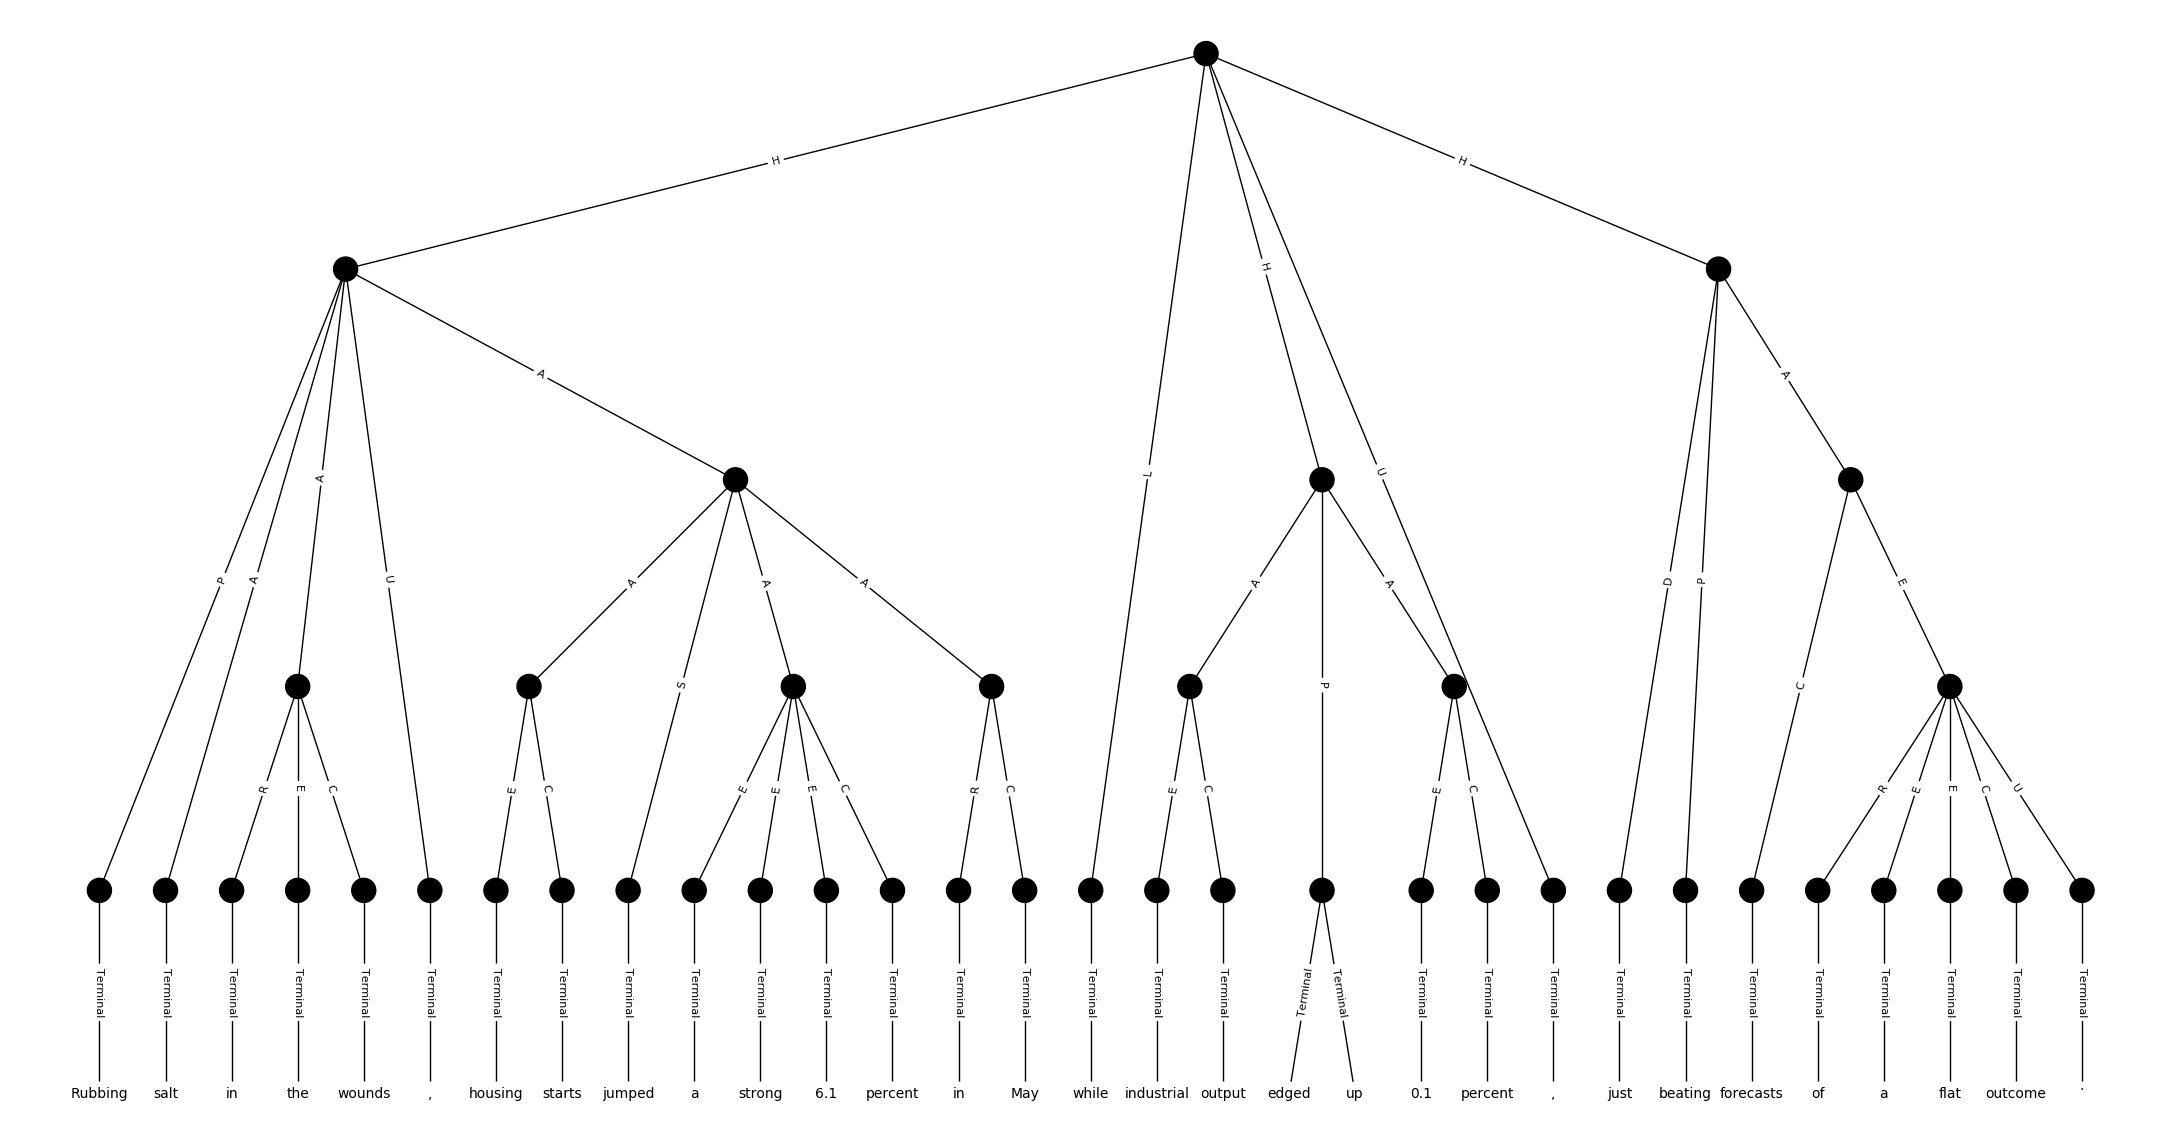 H H
H
A A
L U
A
P A U A A A A A D P E
S P C
R E C E C E E E C R C E C E C R E E C U
Terminal Terminal Terminal Terminal Terminal Terminal Terminal Terminal Terminal Terminal Terminal Terminal Terminal Terminal Terminal Terminal Terminal Terminal Terminal Terminal Terminal Terminal Terminal Terminal Terminal Terminal Terminal Terminal Terminal Terminal Terminal
Rubbing salt in the wounds , housing starts jumped a strong 6.1 percent in May while industrial output edged up 0.1 percent , just beating forecasts of a flat outcome .